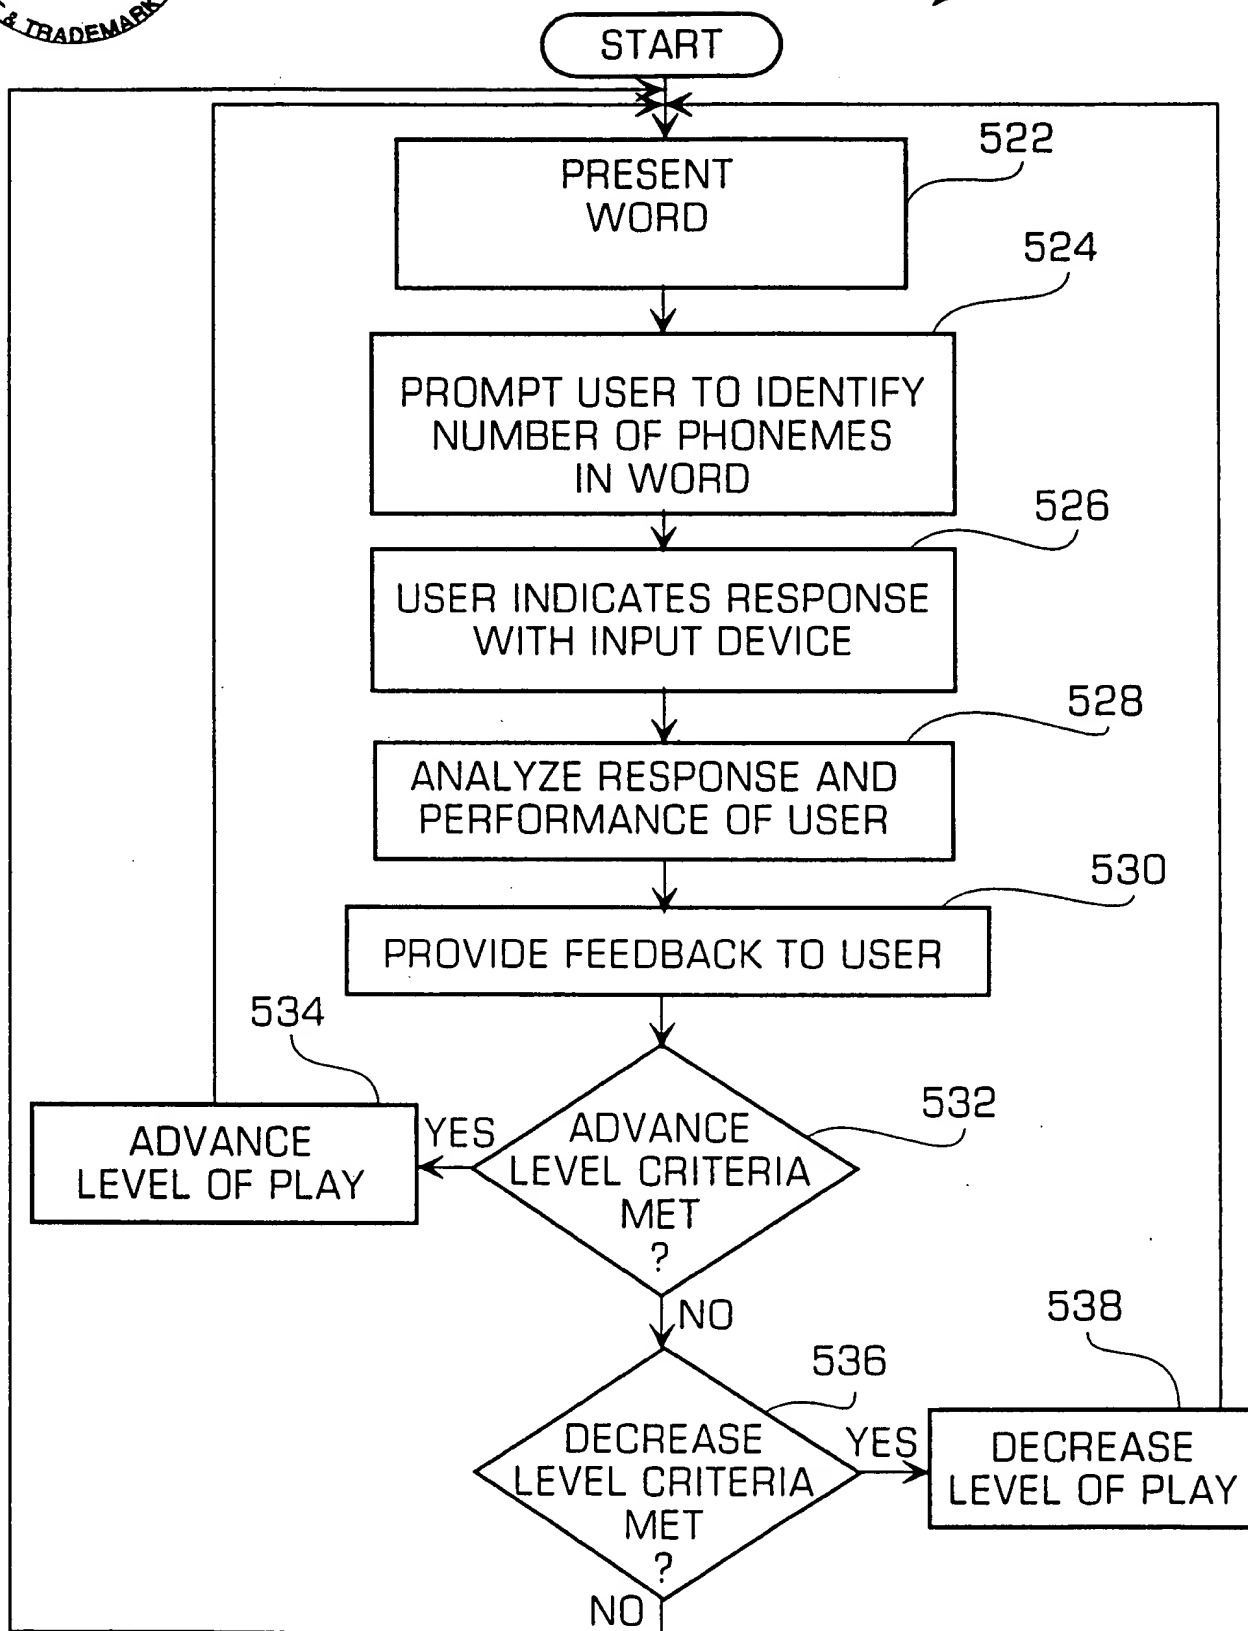 & TRADEMARK
START
522
PRESENT
WORD
524
PROMPT USER TO IDENTIFY
NUMBER OF PHONEMES
IN WORD
526
USER INDICATES RESPONSE
WITH INPUT DEVICE
528
ANALYZE RESPONSE AND
PERFORMANCE OF USER
530
PROVIDE FEEDBACK TO USER
534
ADVANCE
LEVEL OF PLAY
YES
532
ADVANCE
LEVEL CRITERIA
MET
?
NO
536
538
DECREASE
LEVEL CRITERIA
MET
?
YES
DECREASE
LEVEL OF PLAY
NO